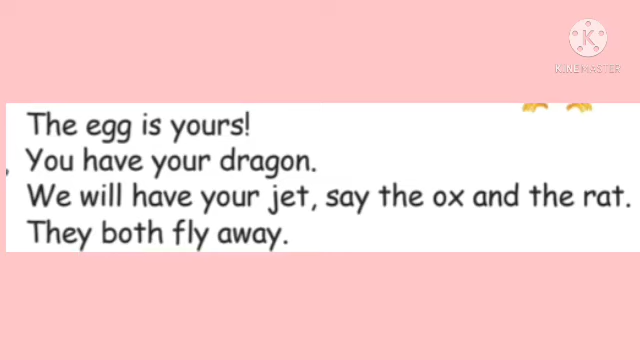 KINEMASTER
The egg is yours!
You have your dragon.
We will have your jet, say the ox and the rat.
They both fly away.